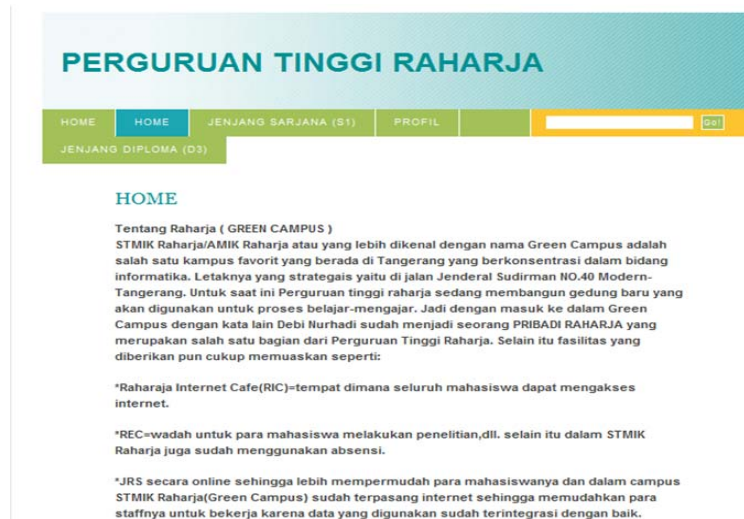 PERGURUAN TINGGI RAHARJA
HOME HOME JENJANG SARJANA (S1) PROFIL Go!
JENJANG DIPLOMA (D3)
HOME
Tentang Raharja ( GREEN CAMPUS )
STMIK Raharja/AMIK Raharja atau yang lebih dikenal dengan nama Green Campus adalah
salah satu kampus favorit yang berada di Tangerang yang berkonsentrasi dalam bidang
informatika. Letaknya yang strategais yaitu di jalan Jenderal Sudirman NO.40 Modern-
Tangerang. Untuk saat ini Perguruan tinggi raharja sedang membangun gedung baru yang
akan digunakan untuk proses belajar-mengajar. Jadi dengan masuk ke dalam Green
Campus dengan kata lain Debi Nurhadi sudah menjadi seorang PRIBADI RAHARJA yang
merupakan salah satu bagian dari Perguruan Tinggi Raharja. Selain itu fasilitas yang
diberikan pun cukup memuaskan seperti:
*Raharaja Internet Cafe(RIC)=tempat dimana seluruh mahasiswa dapat mengakses
internet.
*REC=wadah untuk para mahasiswa melakukan penelitian,dll. selain itu dalam STMIK
Raharja juga sudah menggunakan absensi.
*JRS secara online sehingga lebih mempermudah para mahasiswanya dan dalam campus
STMIK Raharja(Green Campus) sudah terpasang internet sehingga memudahkan para
staffnya untuk bekerja karena data yang digunakan sudah terintegrasi dengan baik.